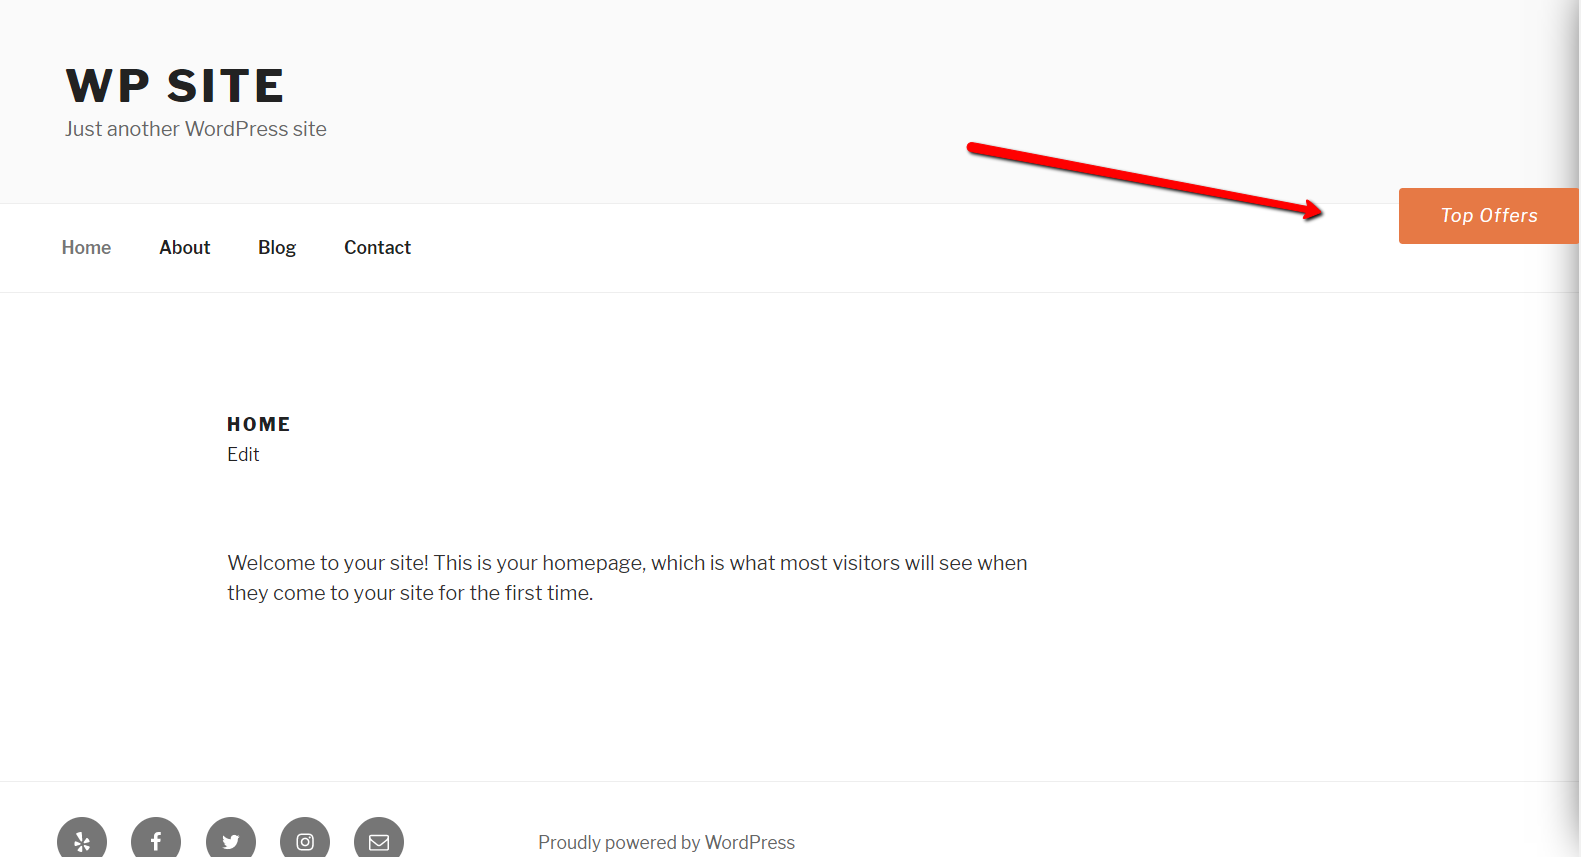 WP SITE
Just another WordPress site
Top Offers
Home About Blog Contact
HOME
Edit
Welcome to your site! This is your homepage, which is what most visitors will see when
they come to your site for the first time.
Proudly powered by WordPress